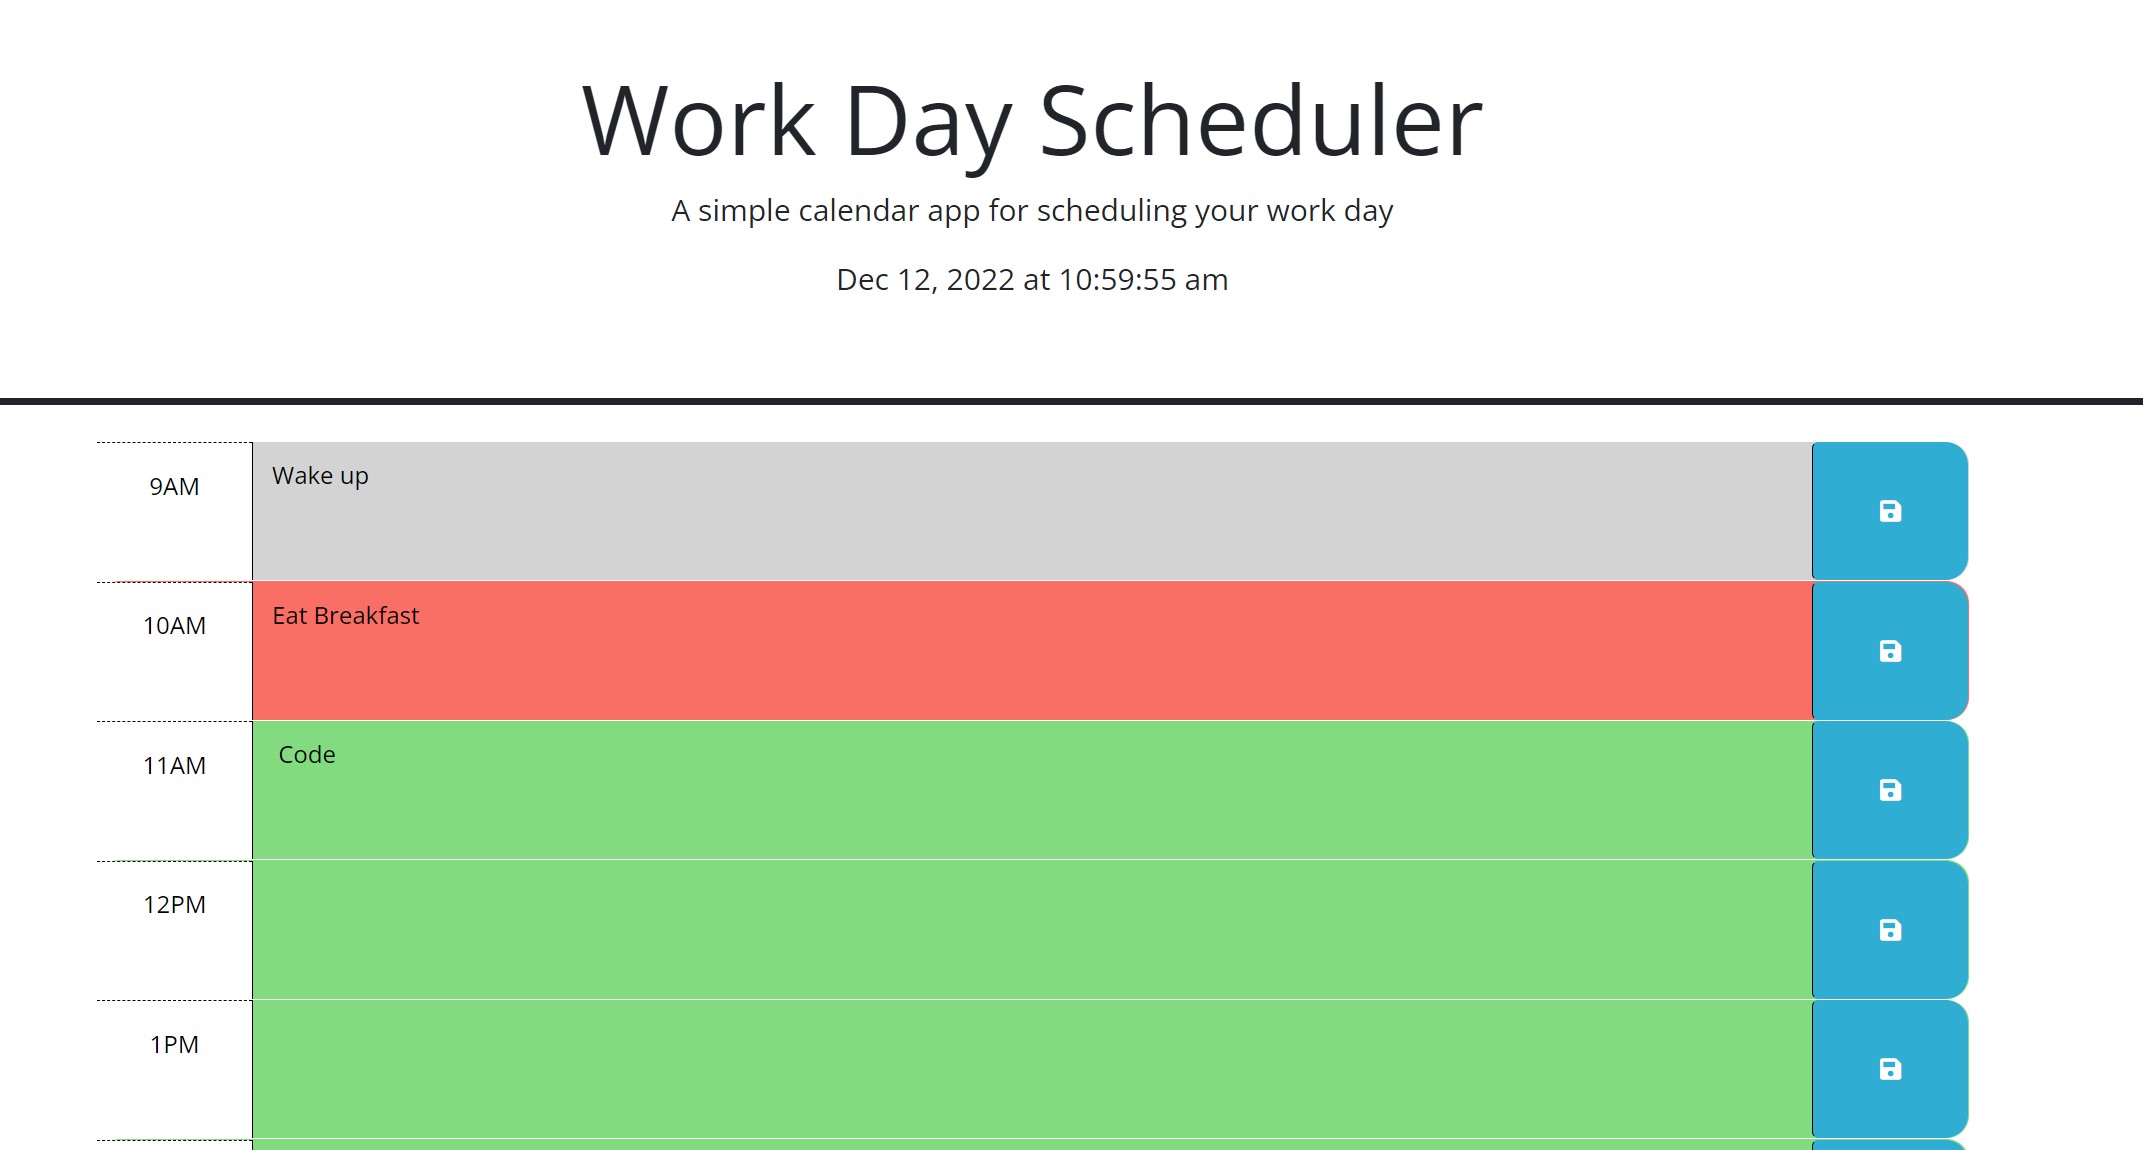 Work Day Scheduler
A simple calendar app for scheduling your work day
Dec 12, 2022 at 10:59:55 am
9AM
Wake up
10AM
Eat Breakfast
11AM
Code
12PM
1PM